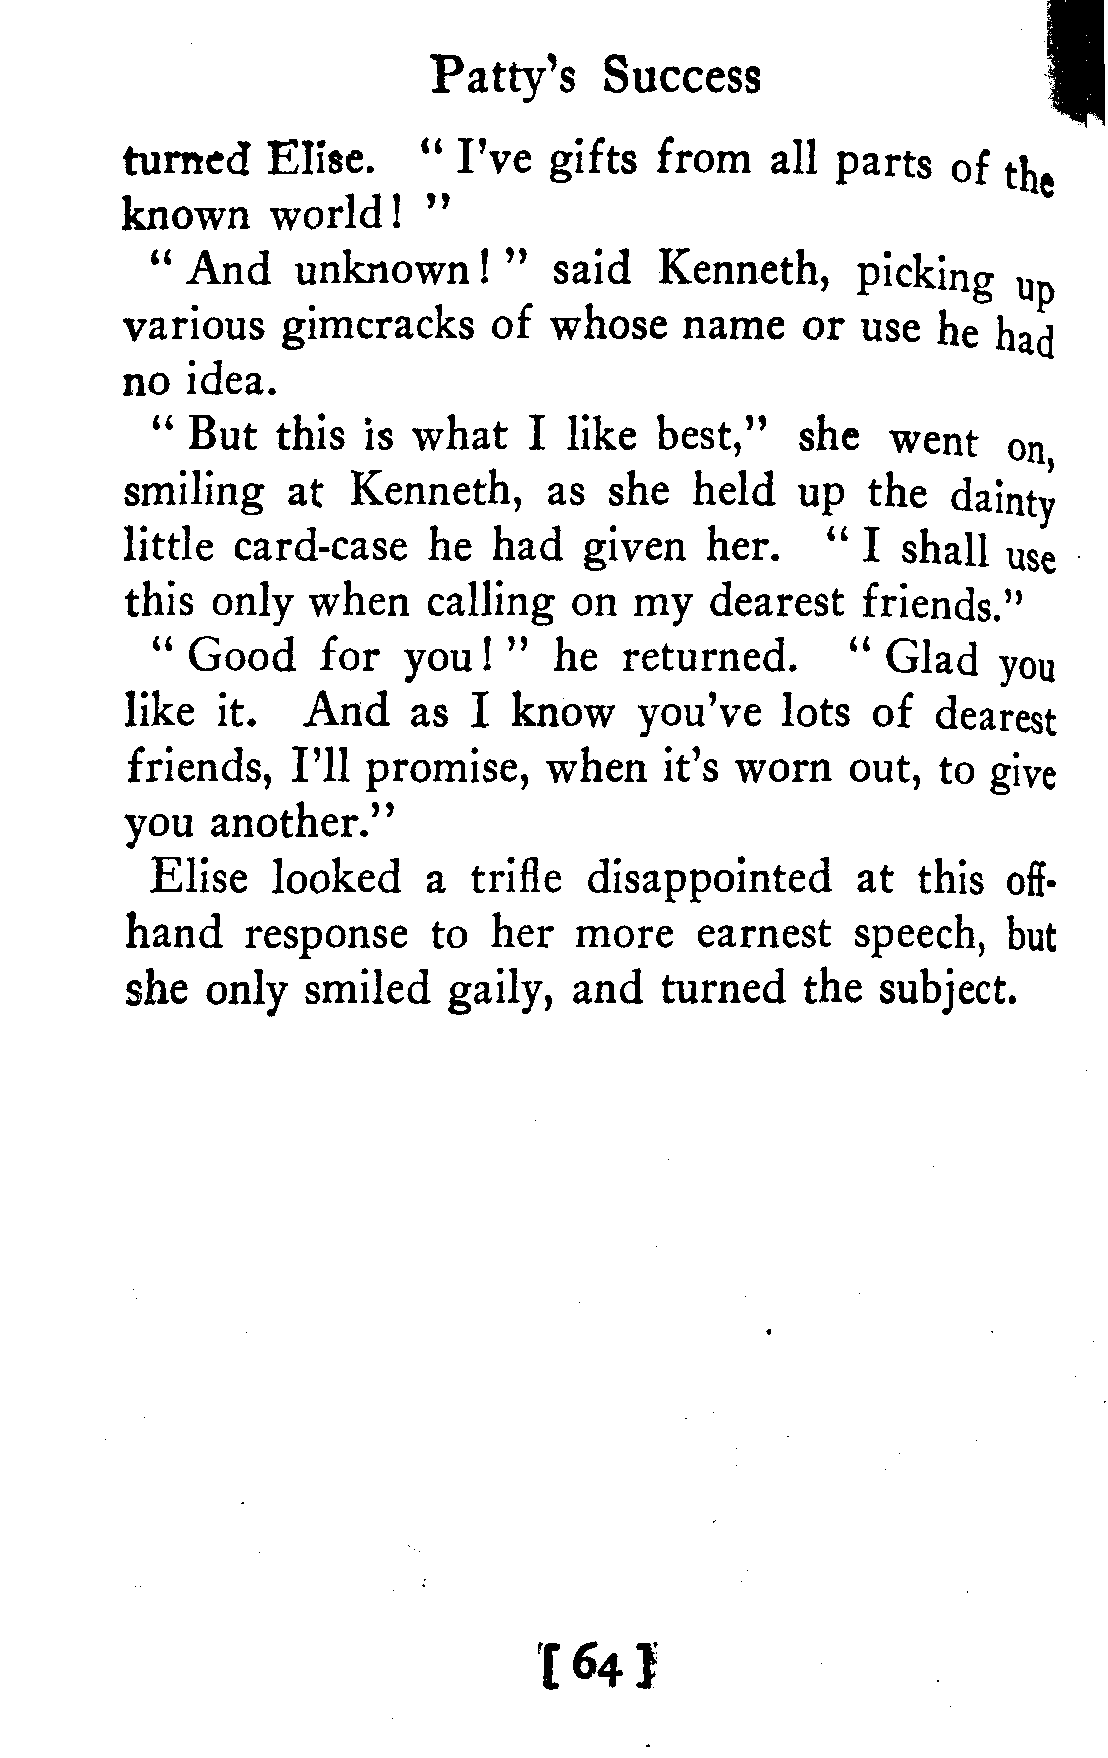 Patty's Success
turned Elise. " I've gifts from all parts of the
known world! "
" And unknown! " said Kenneth, picking up
various gimcracks of whose name or use he had
no idea.
" But this is what I like best," she went on,
smiling at Kenneth, as she held up the dainty
little card-case he had given her. " I shall use
this only when calling on my dearest friends."
" Good for you! " he returned. " Glad you
like it. And as I know you've lots of dearest
friends, I'll promise, when it's worn out, to give
you another."
Elise looked a trifle disappointed at this off-
hand response to her more earnest speech, but
she only smiled gaily, and turned the subject.
[ 64 ]